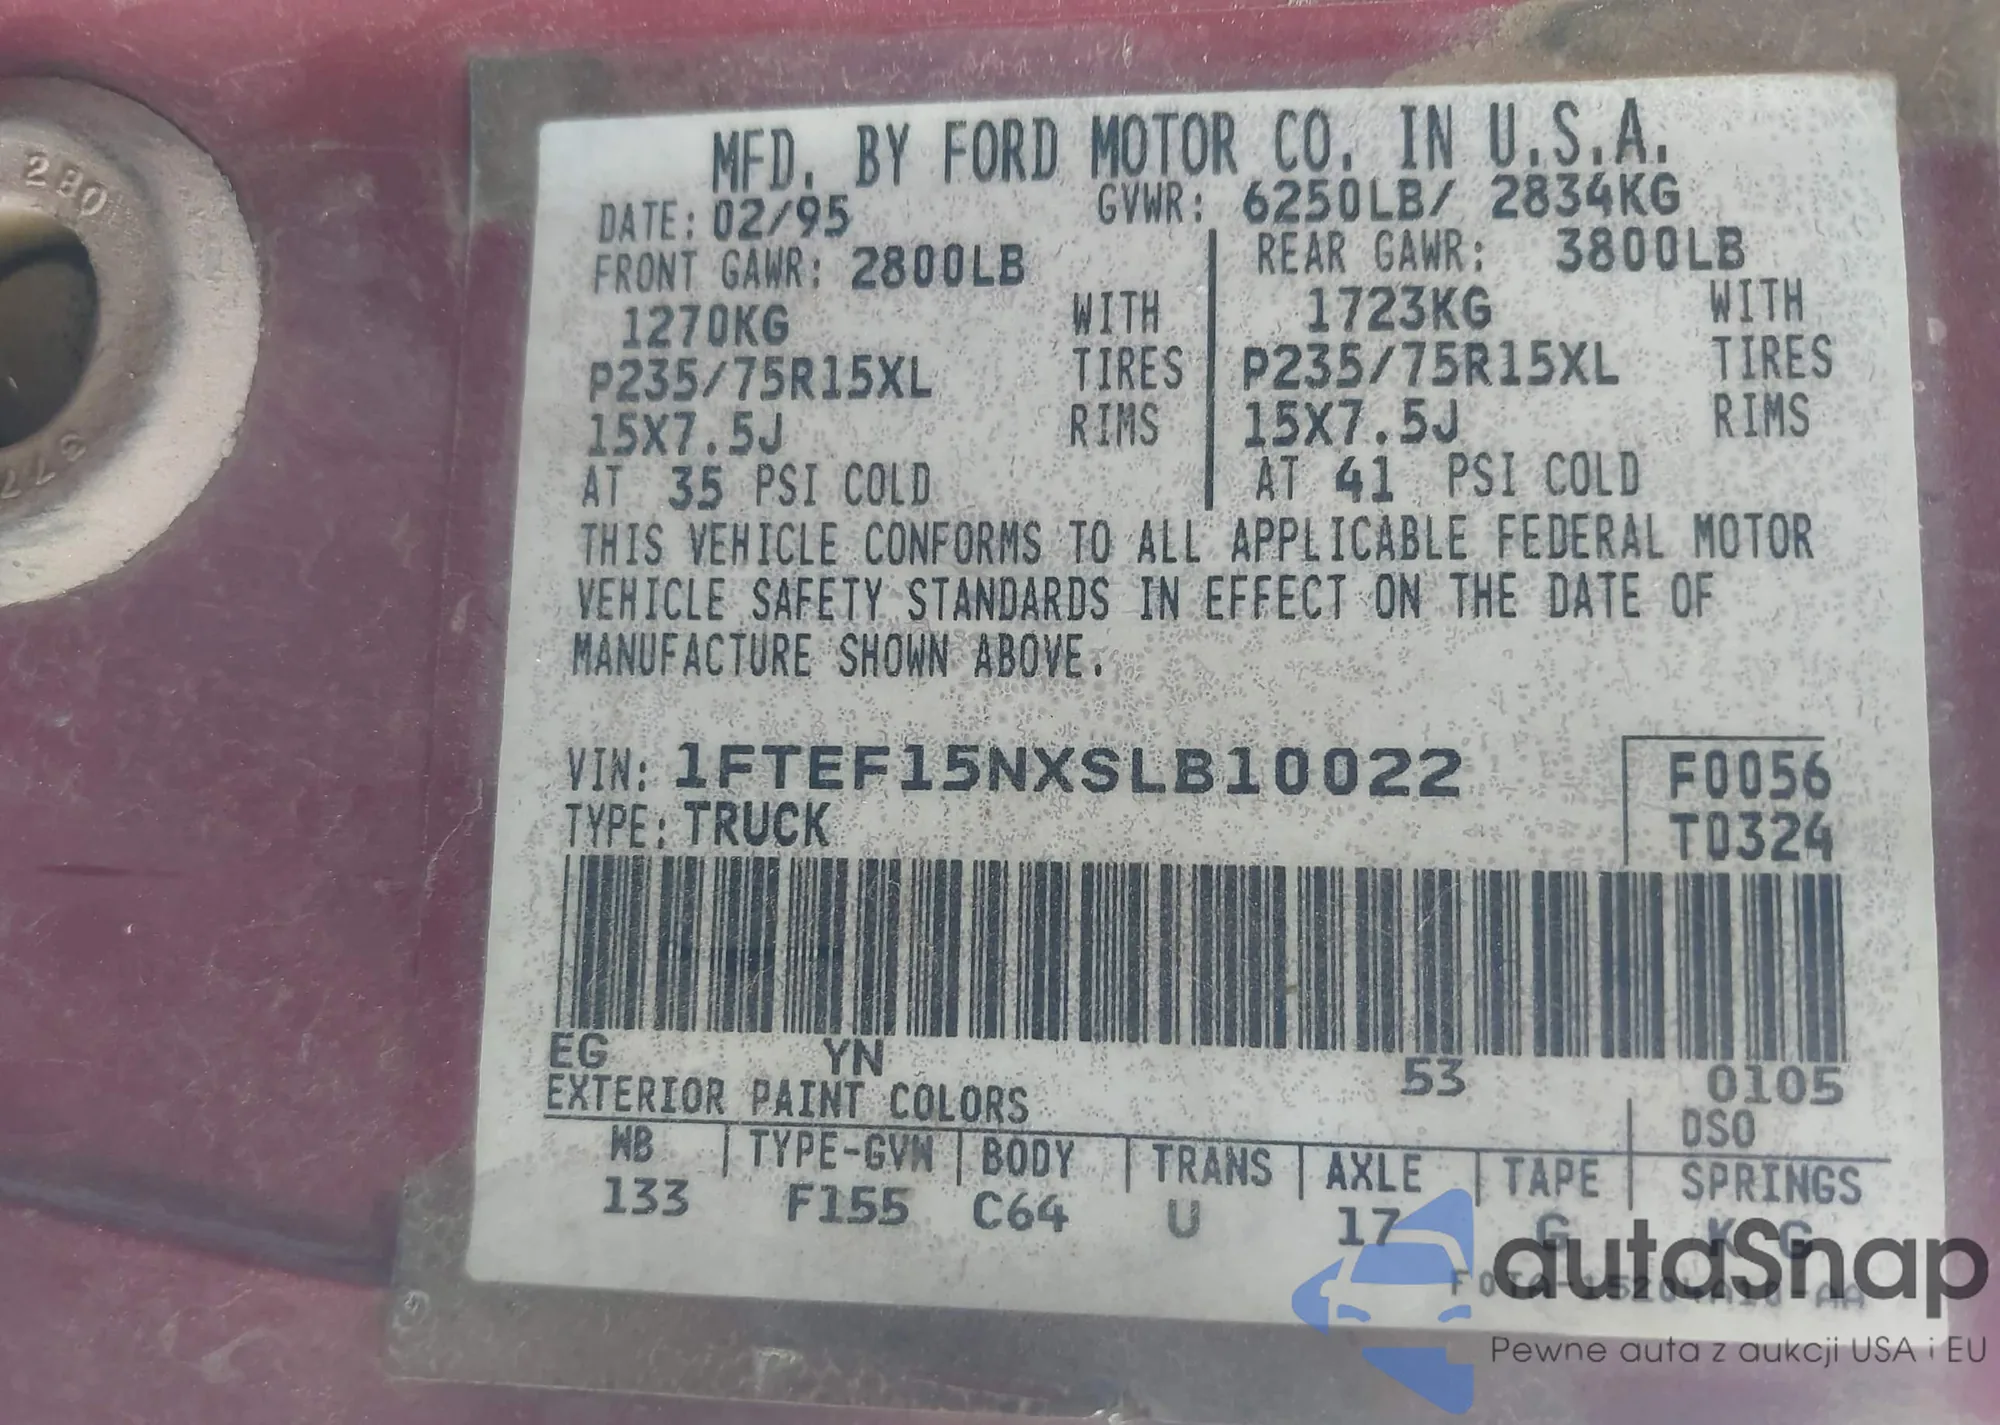 280
MFD. BY FORD MOTOR CO. IN U.S.A.
DATE: 02/95 GVWR: 6250LB/ 2834KG
FRONT GAWR: 2800LB REAR GAWR: 3800LB
1270KG WITH 1723KG WITH
P235/75R15XL TIRES P235/75R15XL TIRES
15X7.5J RIMS 15X7.5J RIMS
AT 35 PSI COLD AT 41 PSI COLD
THIS VEHICLE CONFORMS TO ALL APPLICABLE FEDERAL MOTOR
VEHICLE SAFETY STANDARDS IN EFFECT ON THE DATE OF
MANUFACTURE SHOWN ABOVE.
VIN: 1FTEF15NXSLB10022 F0056
TYPE: TRUCK T0324
EG YN 53 0105
EXTERIOR PAINT COLORS DSO
WB TYPE-GVW BODY TRANS AXLE TAPE SPRINGS
133 F155 C64 U 17 G K G
autaSnap
Pewne auta z aukcji USA i EU